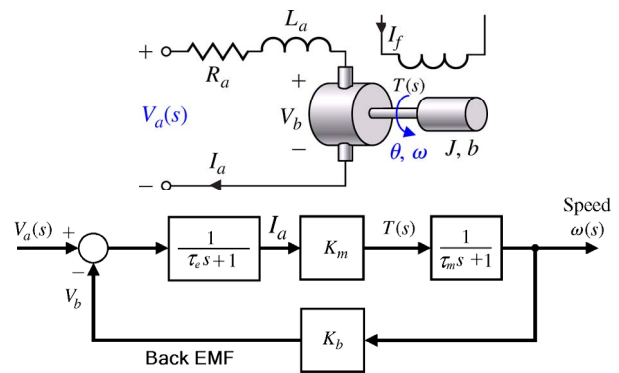 L_a
+
R_a
I_f
+
T(s)
V_a(s)
V_b
−
θ, ω
J, b
I_a
−
Speed
V_a(s) + 1 / τ_e s+1 I_a K_m T(s) 1 / τ_m s +1 ω(s)
−
V_b
K_b
Back EMF